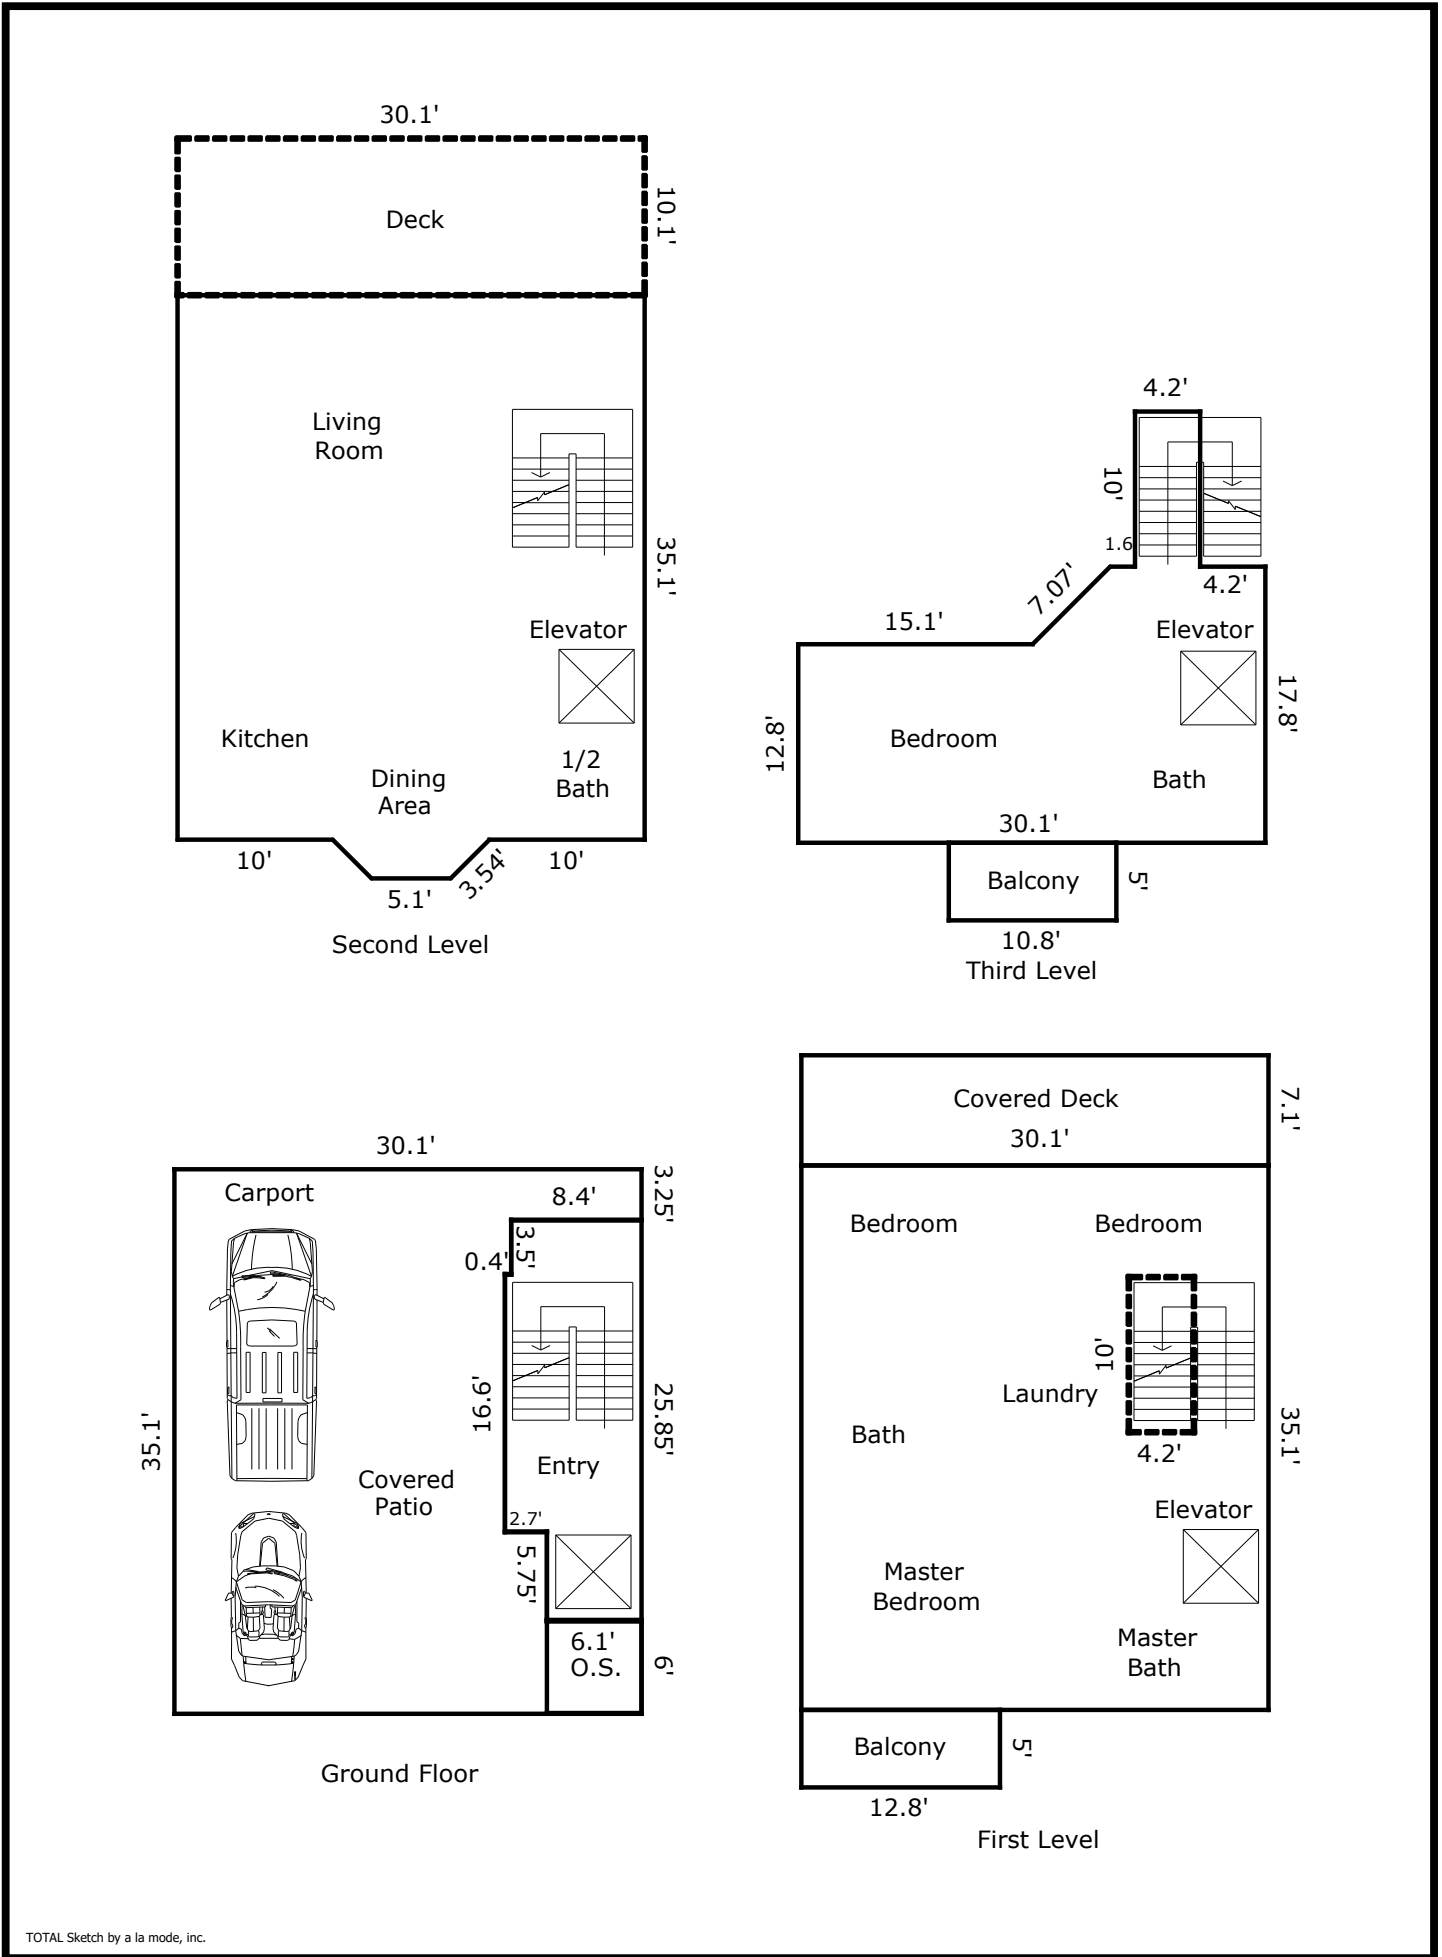 30.1'
Deck
10.1'
Living
Room
35.1'
Elevator
Kitchen
1/2
Bath
Dining
Area
10'
5.1'
3.54'
10'
Second Level
4.2'
10'
1.6
7.07'
4.2'
15.1'
Elevator
17.8'
12.8'
Bedroom
Bath
30.1'
Balcony
5'
10.8'
Third Level
30.1'
3.25'
Carport
8.4'
3.5'
0.4'
16.6'
25.85'
35.1'
Entry
Covered
Patio
2.7'
5.75'
6.1'
O.S.
6'
Ground Floor
Covered Deck
7.1'
30.1'
Bedroom
Bedroom
10'
Laundry
4.2'
35.1'
Bath
Elevator
Master
Bedroom
Master
Bath
Balcony
5'
12.8'
First Level
TOTAL Sketch by a la mode, inc.